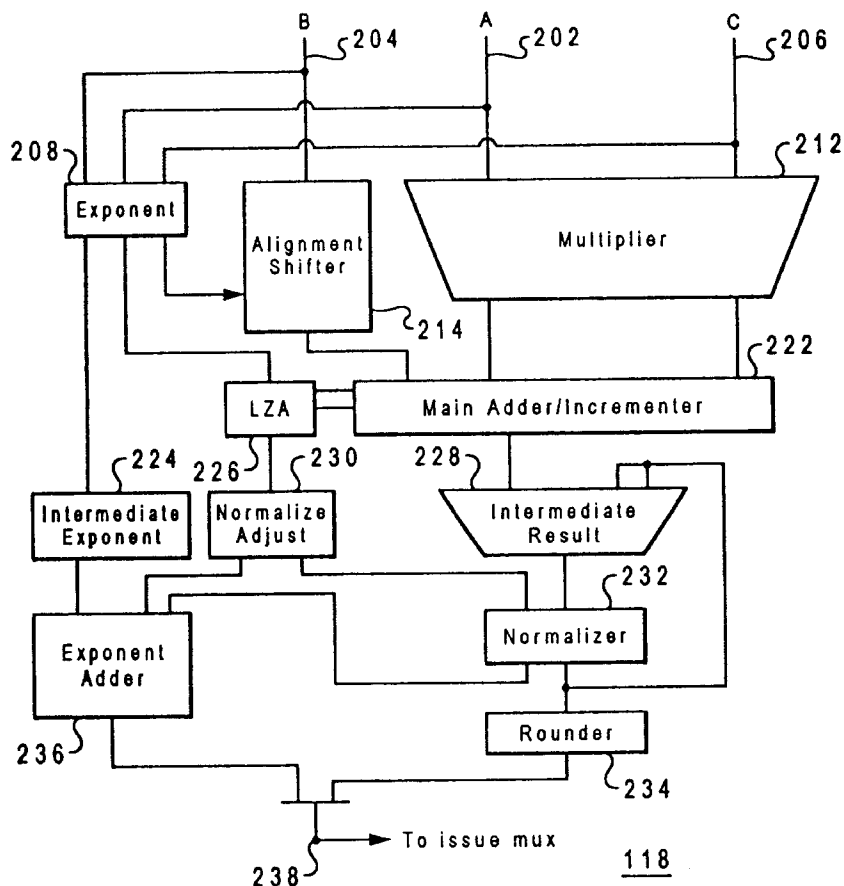 B
A
C
204
202
206
208
212
Exponent
Alignment
Shifter
Multiplier
214
222
LZA
Main Adder/Incrementer
224
226
230
228
Intermediate
Exponent
Normalize
Adjust
Intermediate
Result
232
Exponent
Adder
Normalizer
236
Rounder
234
To issue mux
238
118